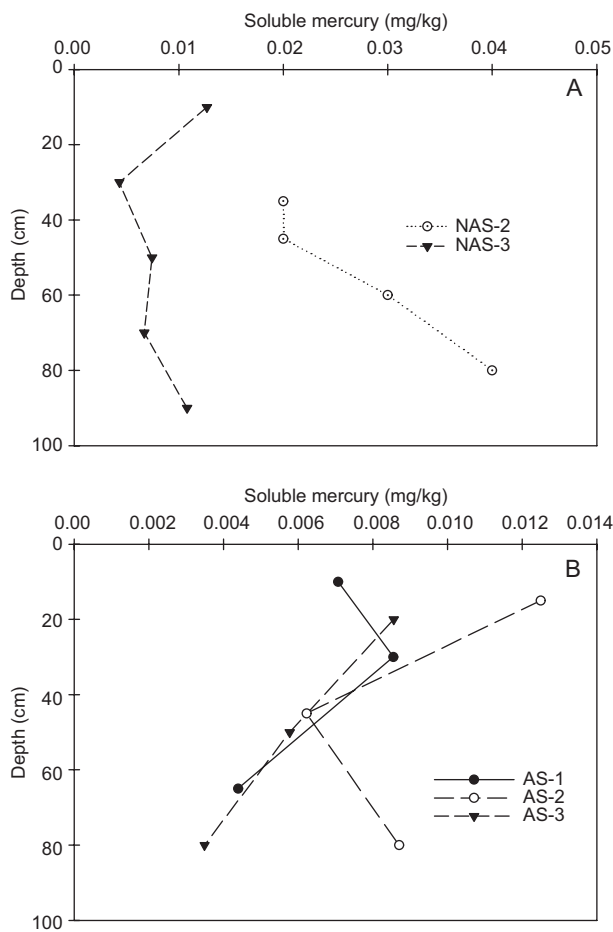 Soluble mercury (mg/kg)
0.00 0.01 0.02 0.03 0.04 0.05
0
A
20
40
NAS-2
NAS-3
Depth (cm)
60
80
100
Soluble mercury (mg/kg)
0.00 0.002 0.004 0.006 0.008 0.010 0.012 0.014
0
B
20
40
Depth (cm)
60
AS-1
AS-2
AS-3
80
100